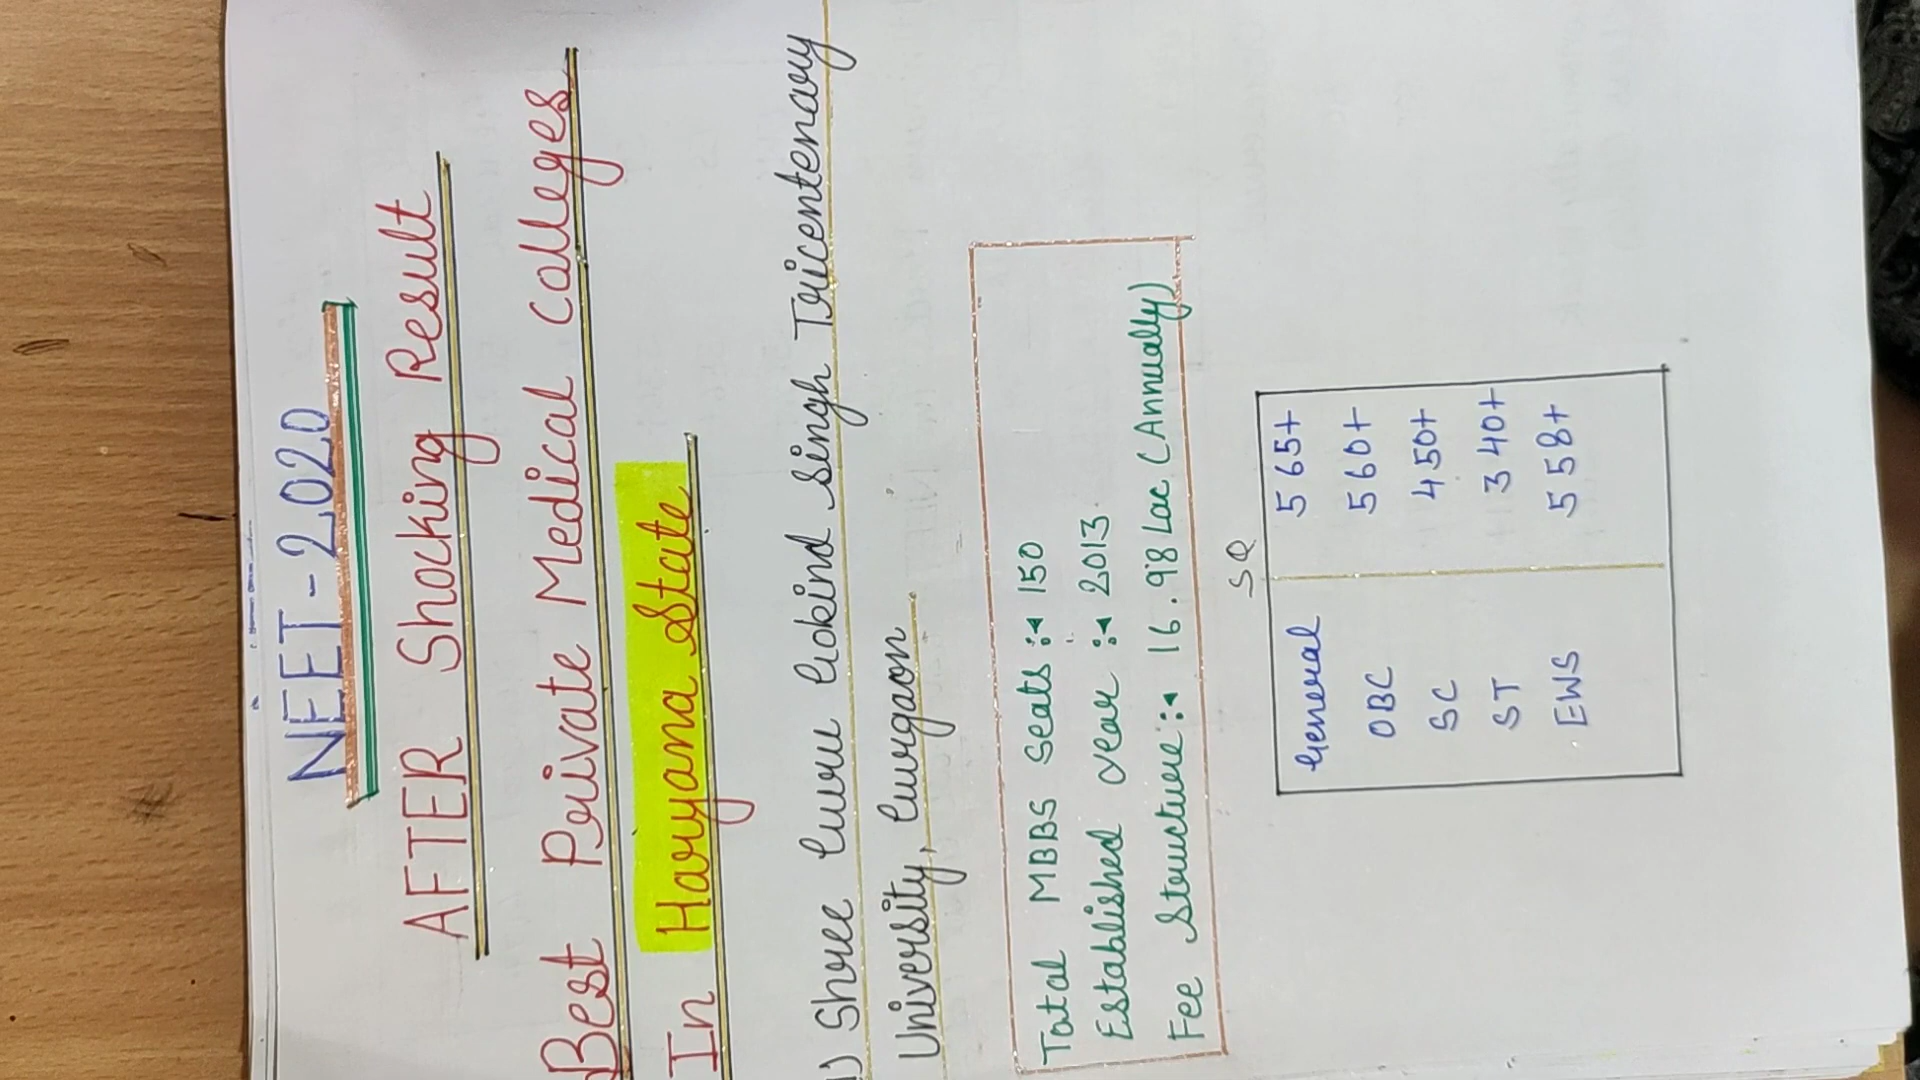 NEET-2020
AFTER Shocking Result
Best Private Medical Colleges
In Haryana State
1) Shree Guru Gobind Singh Tricentenary
University, Gurgaon
Total MBBS seats :- 150
Established year :- 2013
Fee Structure :- 16.98 Lac (Annually)
SQ
General 565+
OBC 560+
SC 450+
ST 340+
EWS 558+